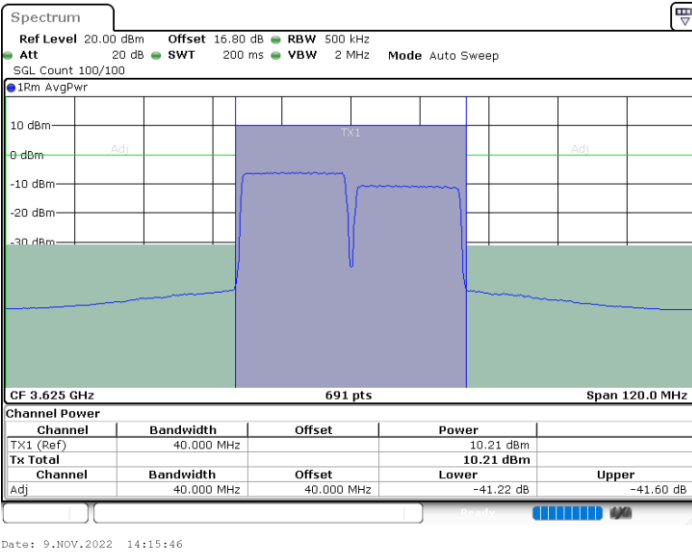 Spectrum
Ref Level 20.00 dBm Offset 16.80 dB RBW 500 kHz
Att 20 dB SWT 200 ms VBW 2 MHz Mode Auto Sweep
SGL Count 100/100
1Rm AvgPwr
10 dBm
TX1
Adj Adj
0 dBm
-10 dBm
-20 dBm
-30 dBm
CF 3.625 GHz 691 pts Span 120.0 MHz
Channel Power
Channel Bandwidth Offset Power
TX1 (Ref) 40.000 MHz 10.21 dBm
Tx Total 10.21 dBm
Channel Bandwidth Offset Lower Upper
Adj 40.000 MHz 40.000 MHz -41.22 dB -41.60 dB
Ready
Date: 9.NOV.2022 14:15:46